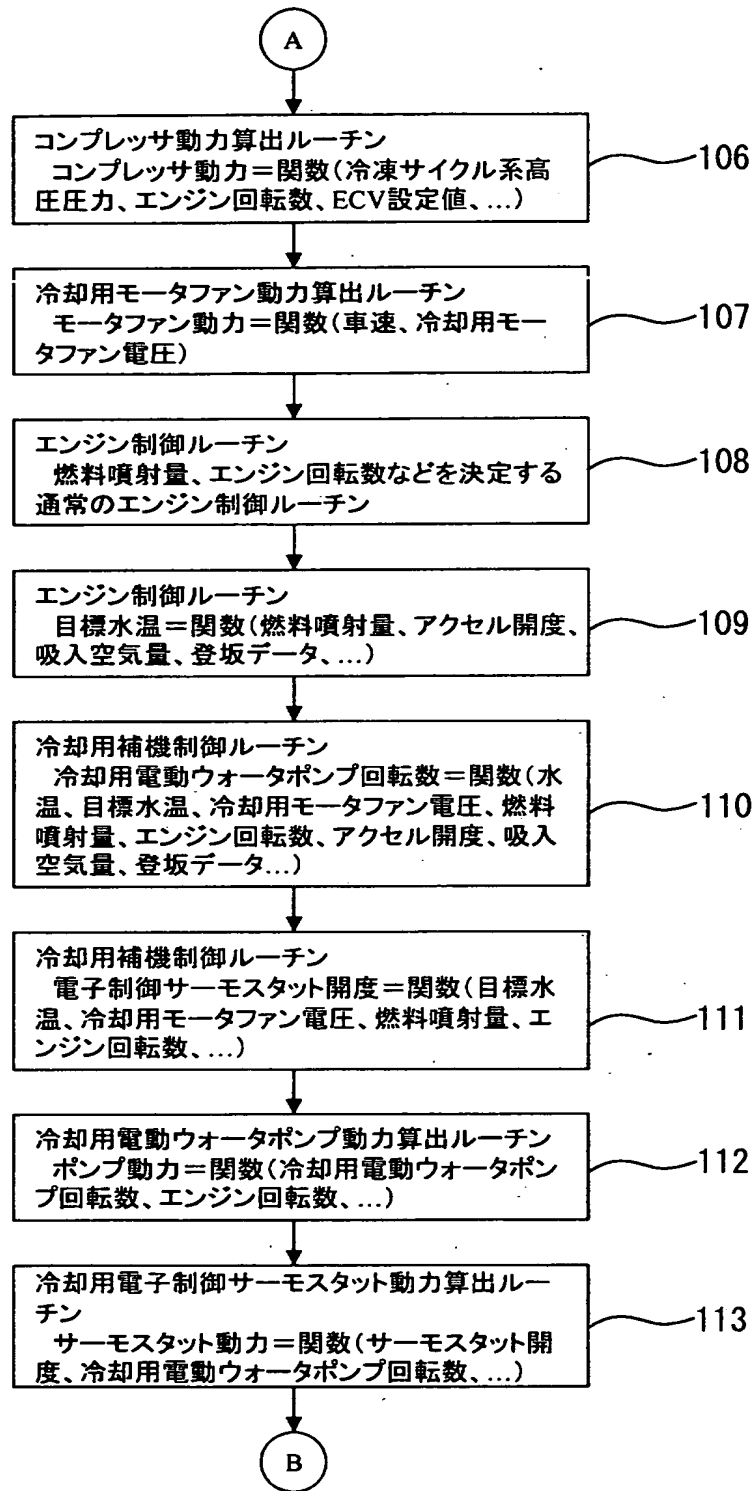 A
コンプレッサ動力算出ルーチン
コンプレッサ動力＝関数(冷凍サイクル系高
圧圧力、エンジン回転数、ECV設定値、…)
106
冷却用モータファン動力算出ルーチン
モータファン動力＝関数(車速、冷却用モー
タファン電圧)
107
エンジン制御ルーチン
燃料噴射量、エンジン回転数などを決定する
通常のエンジン制御ルーチン
108
エンジン制御ルーチン
目標水温＝関数(燃料噴射量、アクセル開度、
吸入空気量、登坂データ、…)
109
冷却用補機制御ルーチン
冷却用電動ウォータポンプ回転数＝関数(水
温、目標水温、冷却用モータファン電圧、燃料
噴射量、エンジン回転数、アクセル開度、吸入
空気量、登坂データ…)
110
冷却用補機制御ルーチン
電子制御サーモスタット開度＝関数(目標水
温、冷却用モータファン電圧、燃料噴射量、エ
ンジン回転数、…)
111
冷却用電動ウォータポンプ動力算出ルーチン
ポンプ動力＝関数(冷却用電動ウォータポン
プ回転数、エンジン回転数、…)
112
冷却用電子制御サーモスタット動力算出ルー
チン
サーモスタット動力＝関数(サーモスタット開
度、冷却用電動ウォータポンプ回転数、…)
113
B